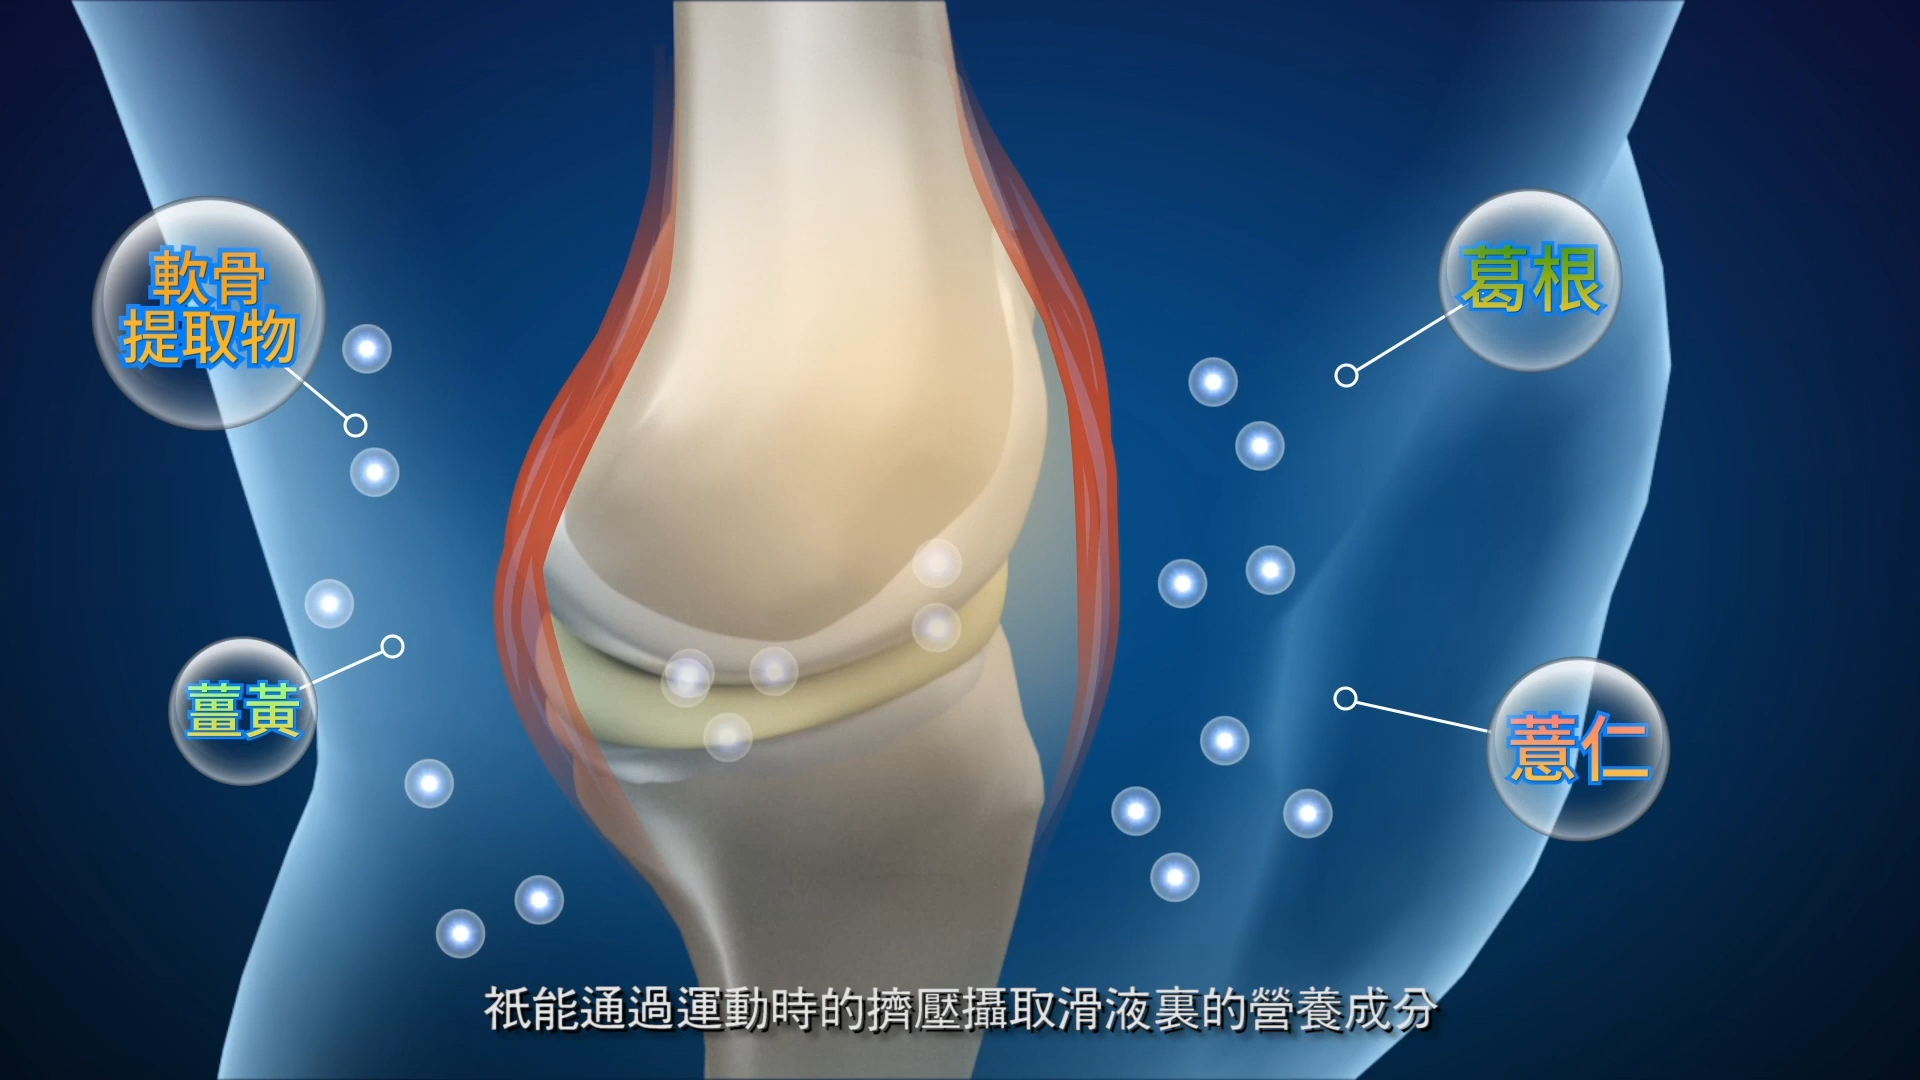 軟骨
提取物
葛根
薑黃
薏仁
衹能通過運動時的擠壓攝取滑液裏的營養成分